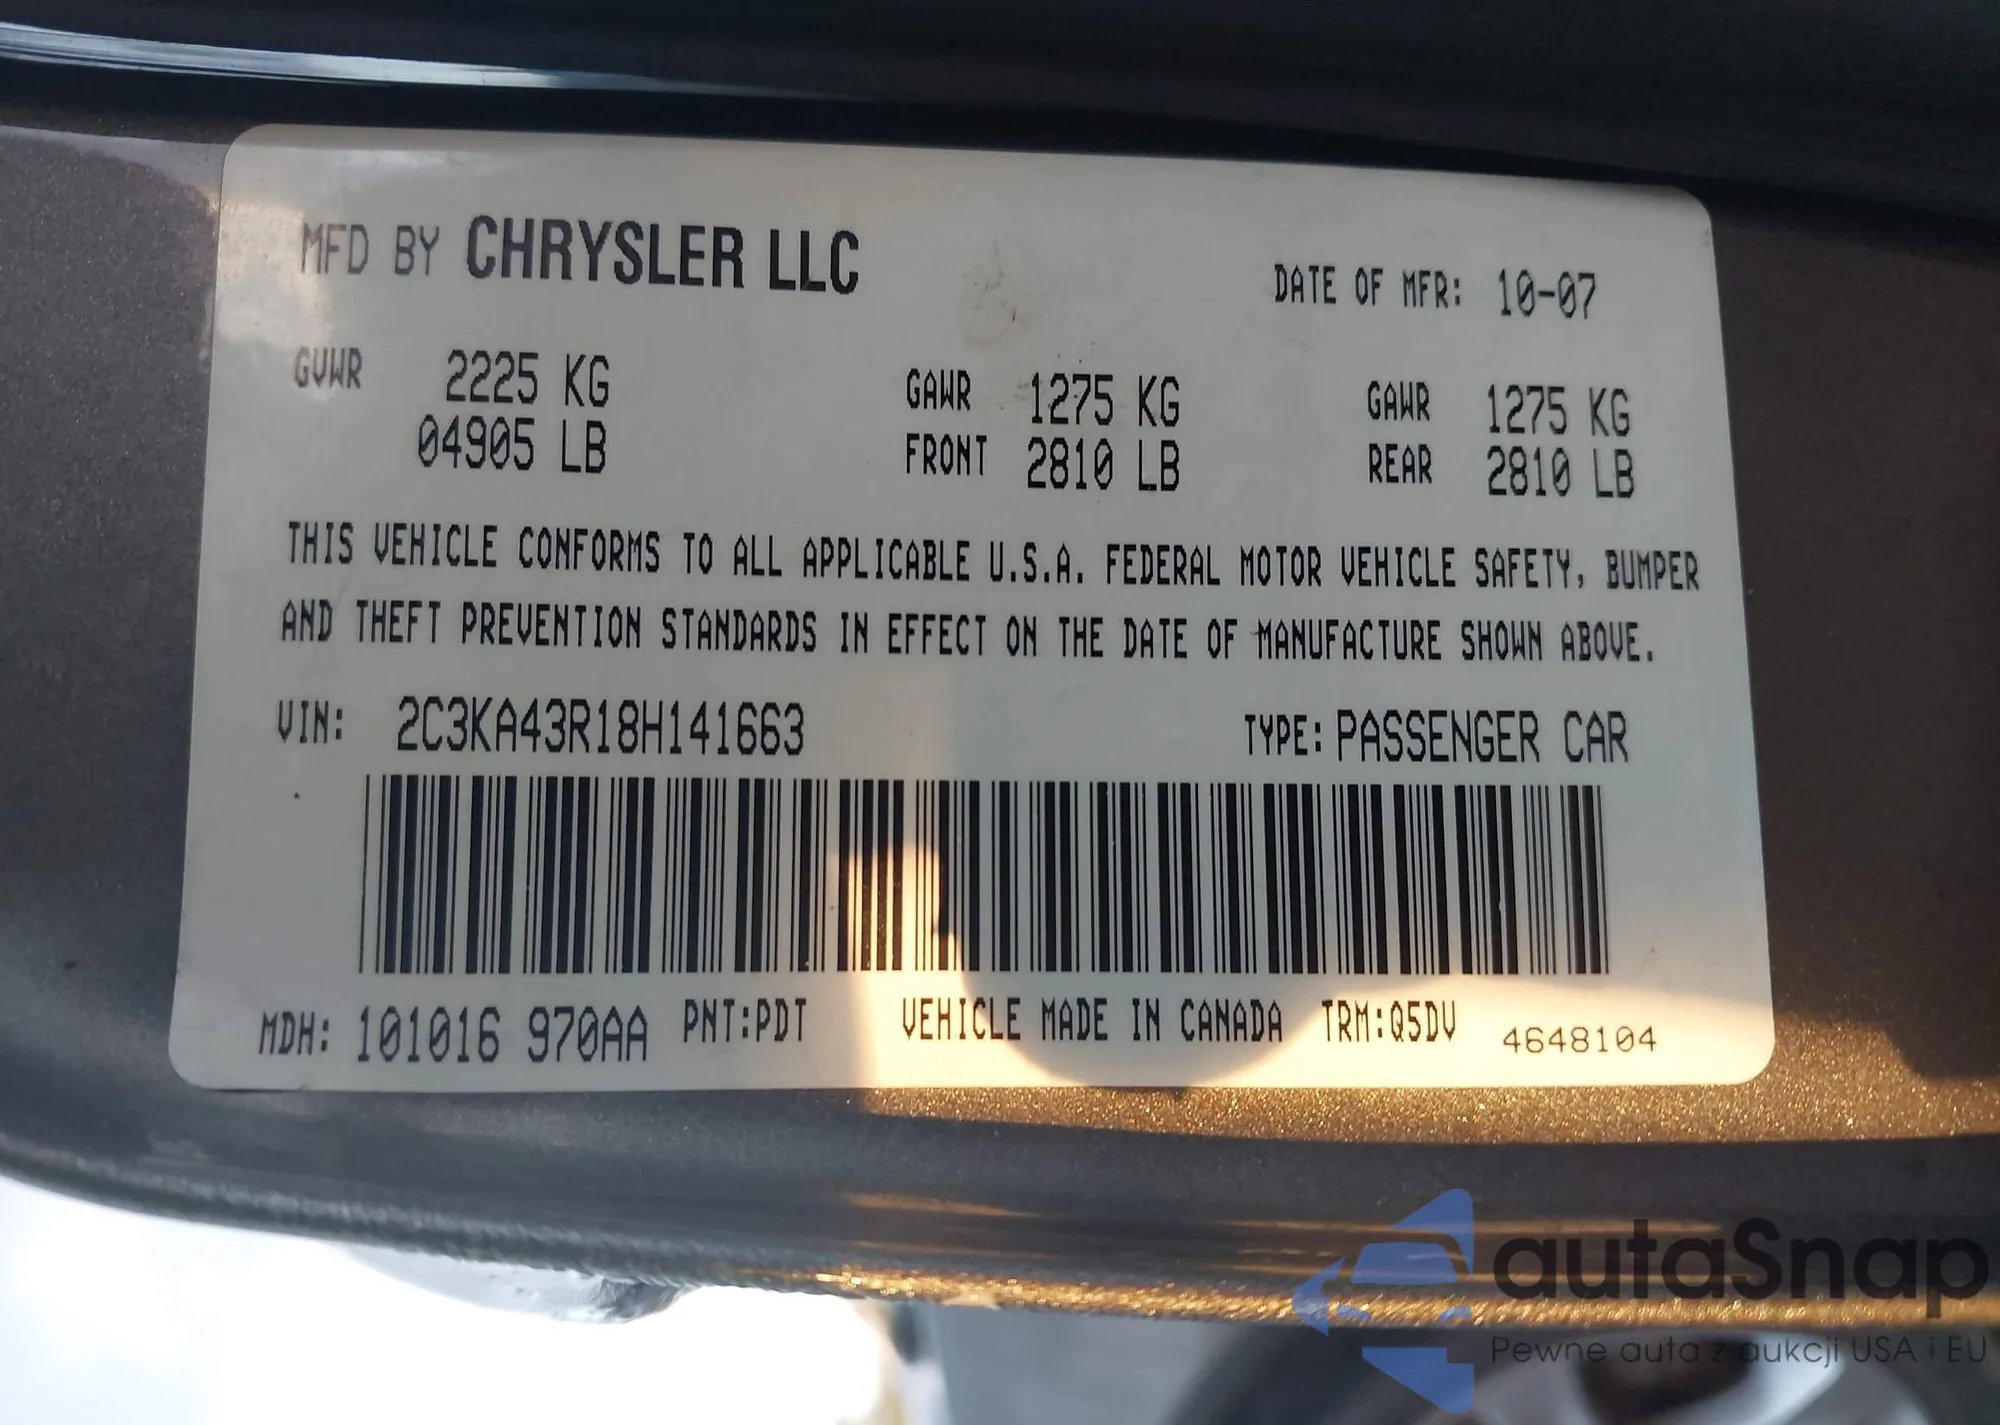 MFD BY CHRYSLER LLC
DATE OF MFR: 10-07
GVWR 2225 KG
04905 LB
GAWR 1275 KG
FRONT 2810 LB
GAWR 1275 KG
REAR 2810 LB
THIS VEHICLE CONFORMS TO ALL APPLICABLE U.S.A. FEDERAL MOTOR VEHICLE SAFETY, BUMPER
AND THEFT PREVENTION STANDARDS IN EFFECT ON THE DATE OF MANUFACTURE SHOWN ABOVE.
VIN: 2C3KA43R18H141663
TYPE: PASSENGER CAR
MDH: 101016 970AA PNT:PDT VEHICLE MADE IN CANADA TRM:Q5DV 4648104
autaSnap
Pewne auta z aukcji USA i EU